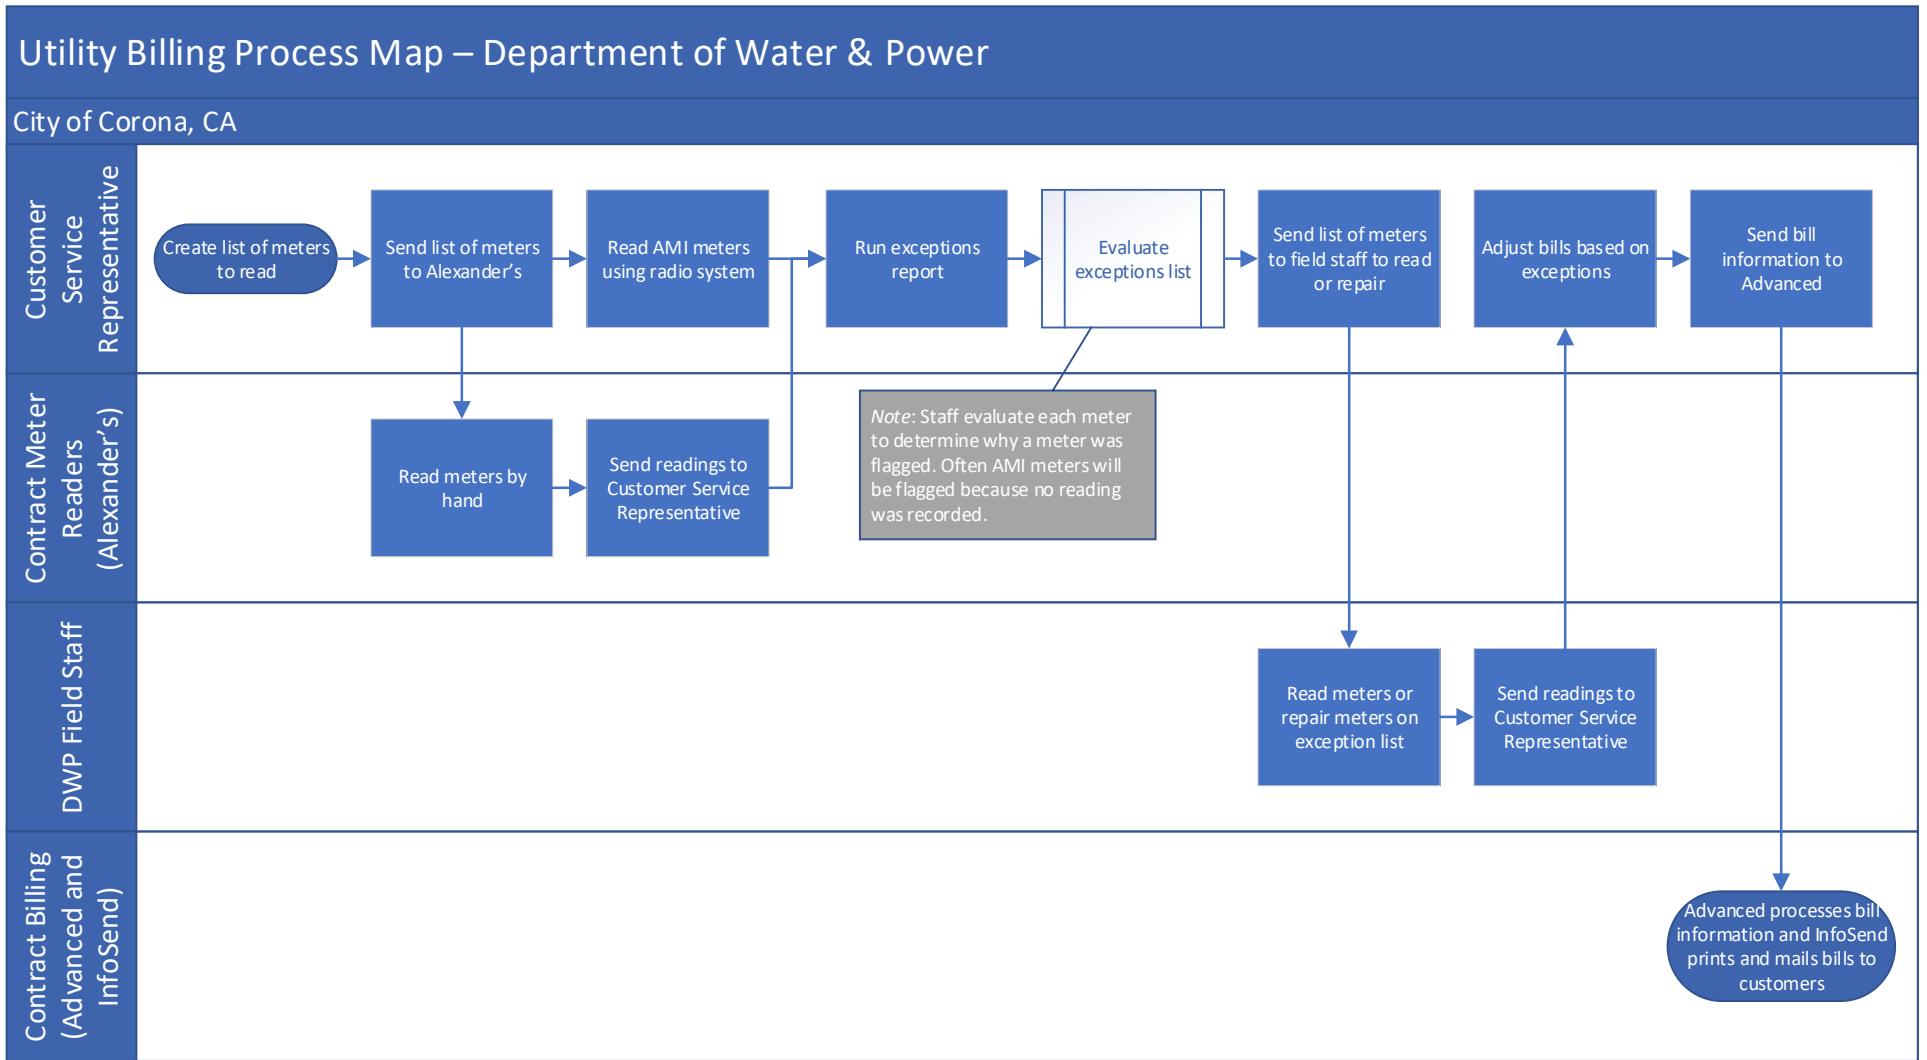 Utility Billing Process Map – Department of Water & Power
City of Corona, CA
Customer
Service
Representative
Create list of meters
to read
Send list of meters
to Alexander's
Read AMI meters
using radio system
Run exceptions
report
Evaluate
exceptions list
Send list of meters
to field staff to read
or repair
Adjust bills based on
exceptions
Send bill
information to
Advanced
Contract Meter
Readers
(Alexander's)
Read meters by
hand
Send readings to
Customer Service
Representative
Note: Staff evaluate each meter
to determine why a meter was
flagged. Often AMI meters will
be flagged because no reading
was recorded.
DWP Field Staff
Read meters or
repair meters on
exception list
Send readings to
Customer Service
Representative
Contract Billing
(Advanced and
InfoSend)
Advanced processes bill
information and InfoSend
prints and mails bills to
customers